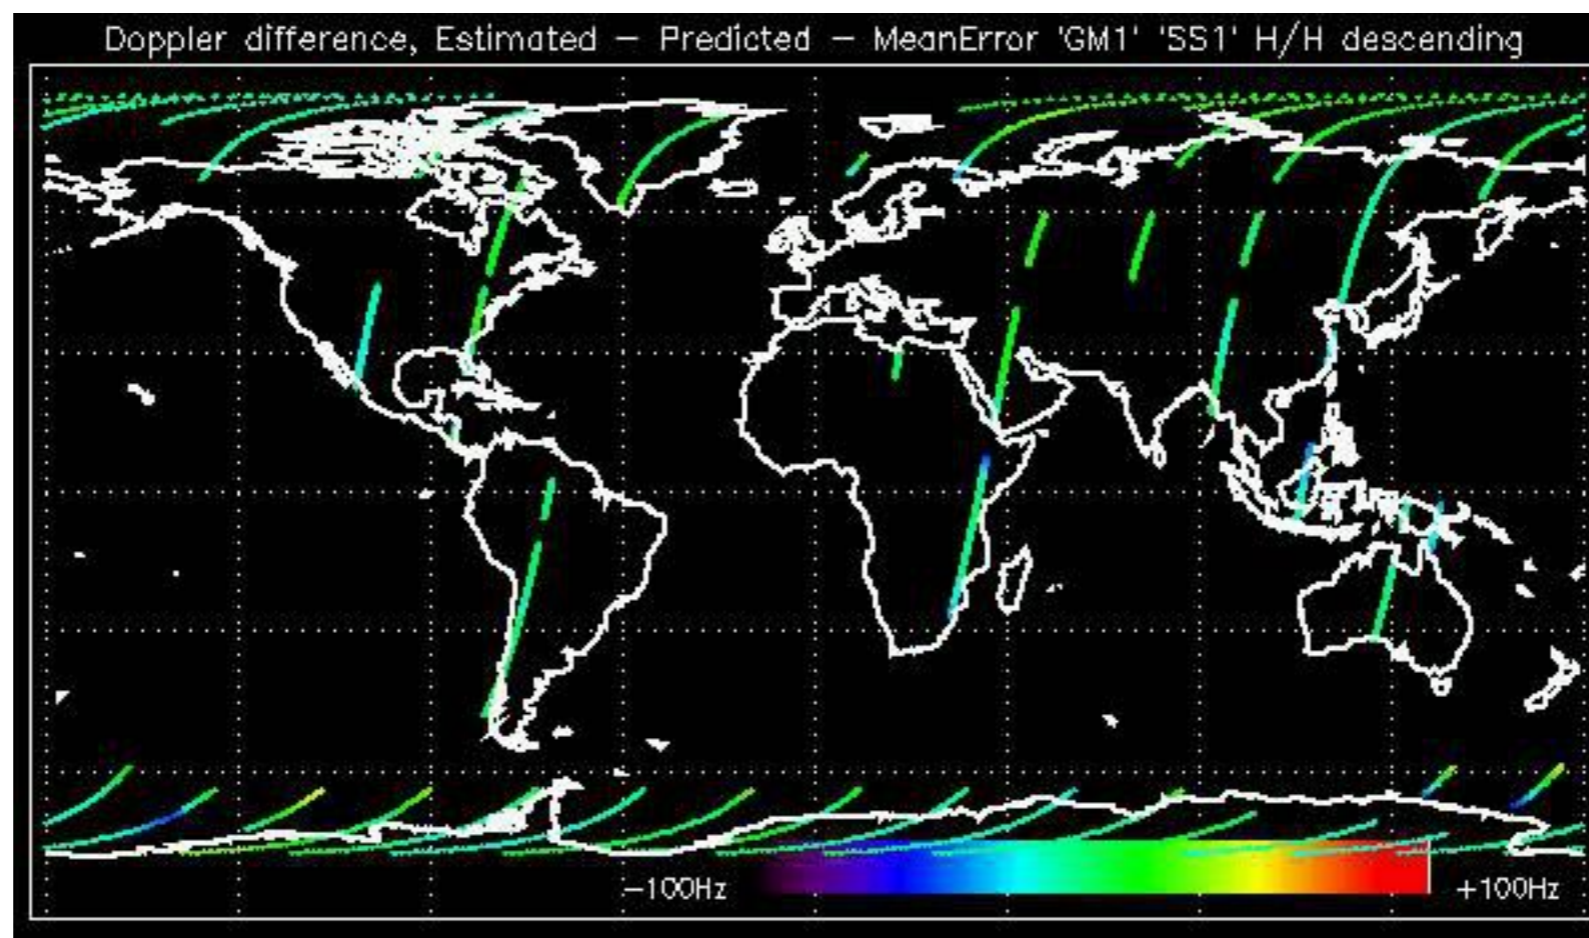 Doppler difference, Estimated – Predicted – MeanError 'GM1' 'SS1' H/H descending
–100Hz
+100Hz